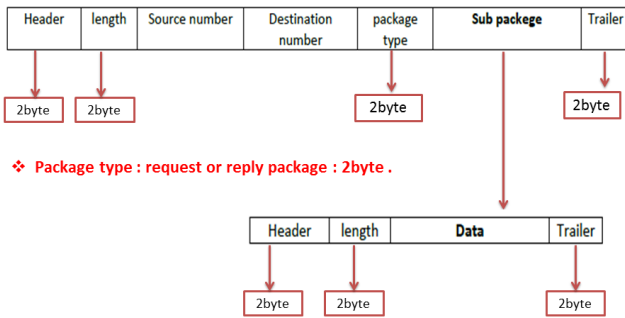 Header length Source number Destination number package type Sub packege Trailer
2byte 2byte 2byte 2byte
❖ Package type : request or reply package : 2byte .
Header length Data Trailer
2byte 2byte 2byte